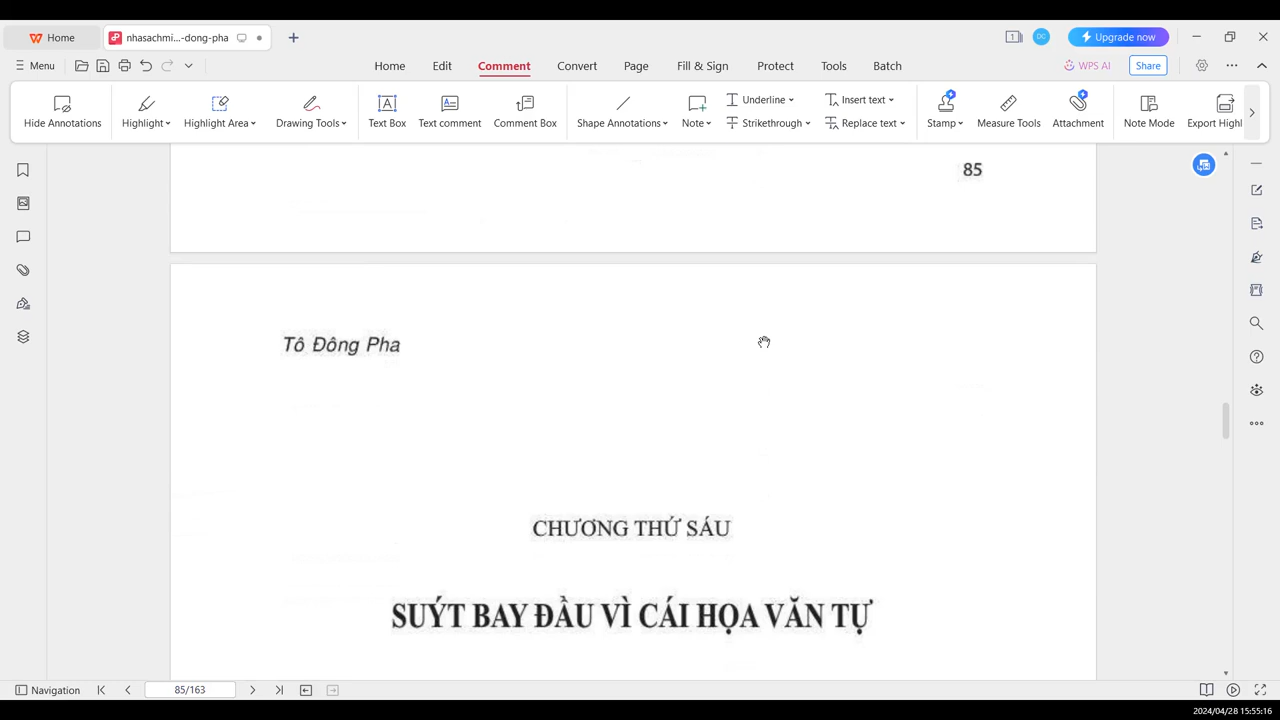 Home
nhasachmi...-dong-pha
1
DC
Upgrade now
Menu
Home
Edit
Comment
Convert
Page
Fill & Sign
Protect
Tools
Batch
WPS AI
Share
Hide Annotations
Highlight
Highlight Area
Drawing Tools
Text Box
Text comment
Comment Box
Shape Annotations
Note
Underline
Strikethrough
Insert text
Replace text
Stamp
Measure Tools
Attachment
Note Mode
Export Highl
85
Tô Đông Pha
CHƯƠNG THỨ SÁU
SUÝT BAY ĐẦU VÌ CÁI HỌA VĂN TỰ
Navigation
85/163
2024/04/28 15:55:16